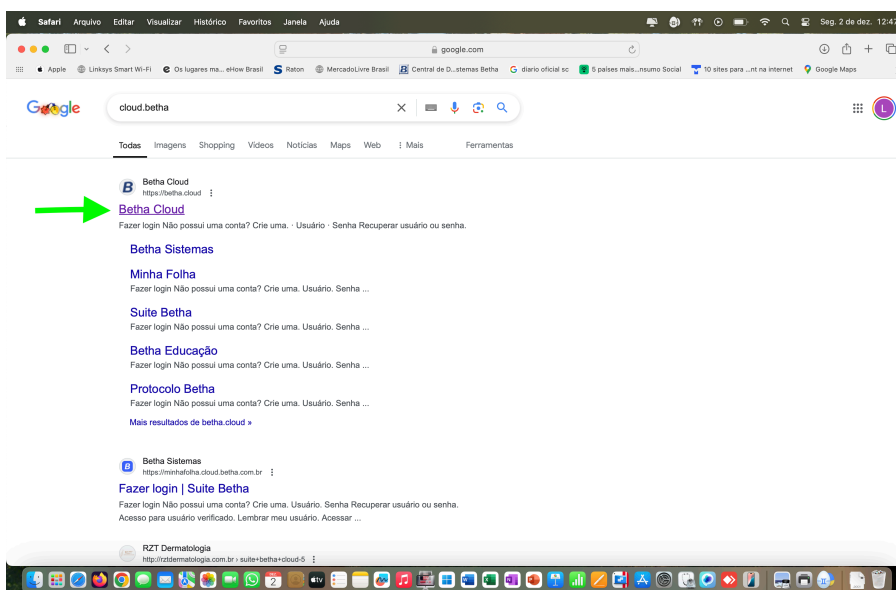 Safari Arquivo Editar Visualizar Histórico Favoritos Janela Ajuda Seg. 2 de dez. 12:47
google.com
Apple Linksys Smart Wi-Fi Os lugares ma... eHow Brasil Raton MercadoLivre Brasil Central de D...stemas Betha diario oficial sc 5 países mais...nsumo Social 10 sites para ...nt na internet Google Maps
Google cloud.betha L
Todas Imagens Shopping Vídeos Notícias Maps Web Mais Ferramentas
Betha Cloud
https://betha.cloud
Betha Cloud
Fazer login Não possui uma conta? Crie uma. · Usuário · Senha Recuperar usuário ou senha.
Betha Sistemas
Minha Folha
Fazer login Não possui uma conta? Crie uma. Usuário. Senha ...
Suite Betha
Fazer login Não possui uma conta? Crie uma. Usuário. Senha ...
Betha Educação
Fazer login Não possui uma conta? Crie uma. Usuário. Senha ...
Protocolo Betha
Fazer login Não possui uma conta? Crie uma. Usuário. Senha ...
Mais resultados de betha.cloud »
Betha Sistemas
https://minhafolha.cloud.betha.com.br
Fazer login | Suite Betha
Fazer login Não possui uma conta? Crie uma. Usuário. Senha Recuperar usuário ou senha.
Acesso para usuário verificado. Lembrar meu usuário. Acessar ...
RZT Dermatologia
http://rztdermatologia.com.br › suite+betha+cloud-5